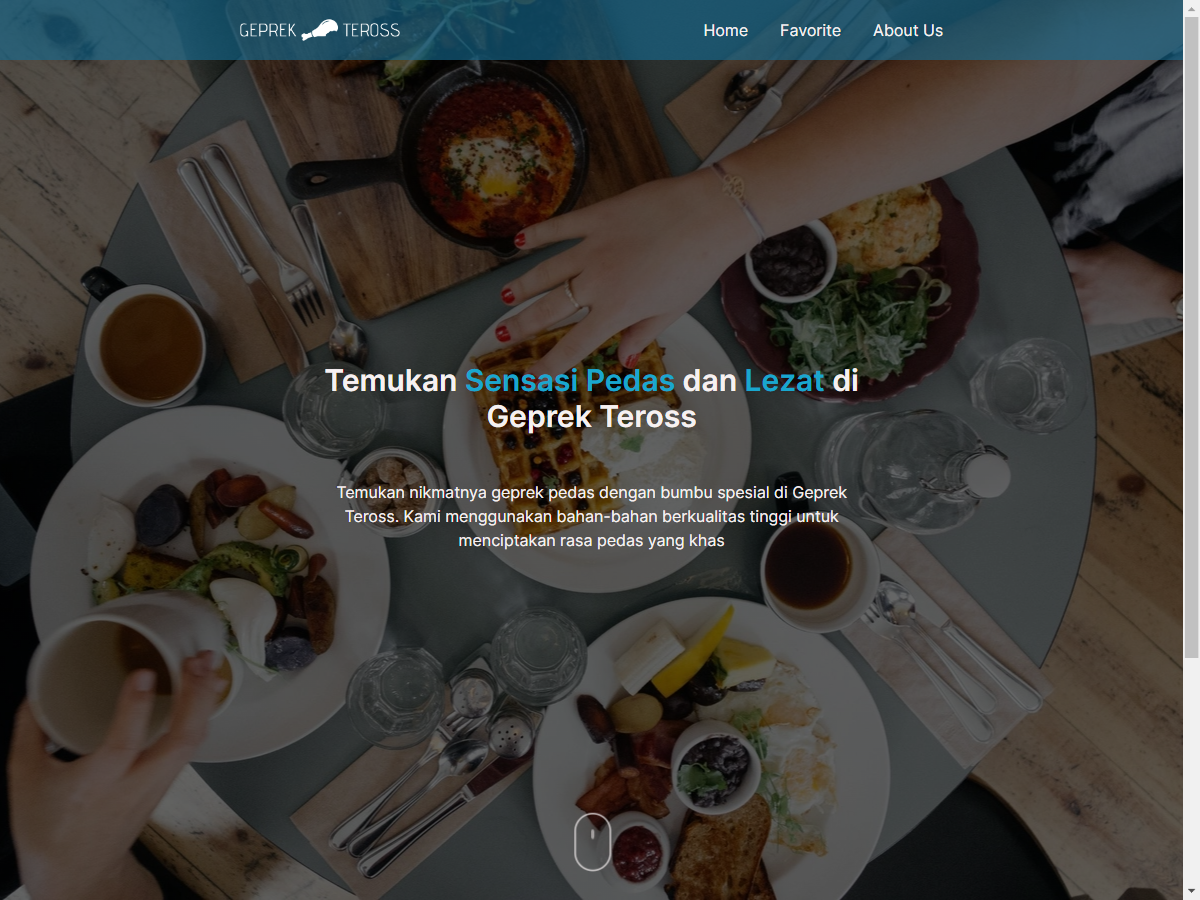 GEPREK TEROSS
Home
Favorite
About Us
Temukan Sensasi Pedas dan Lezat di
Geprek Teross
Temukan nikmatnya geprek pedas dengan bumbu spesial di Geprek
Teross. Kami menggunakan bahan-bahan berkualitas tinggi untuk
menciptakan rasa pedas yang khas